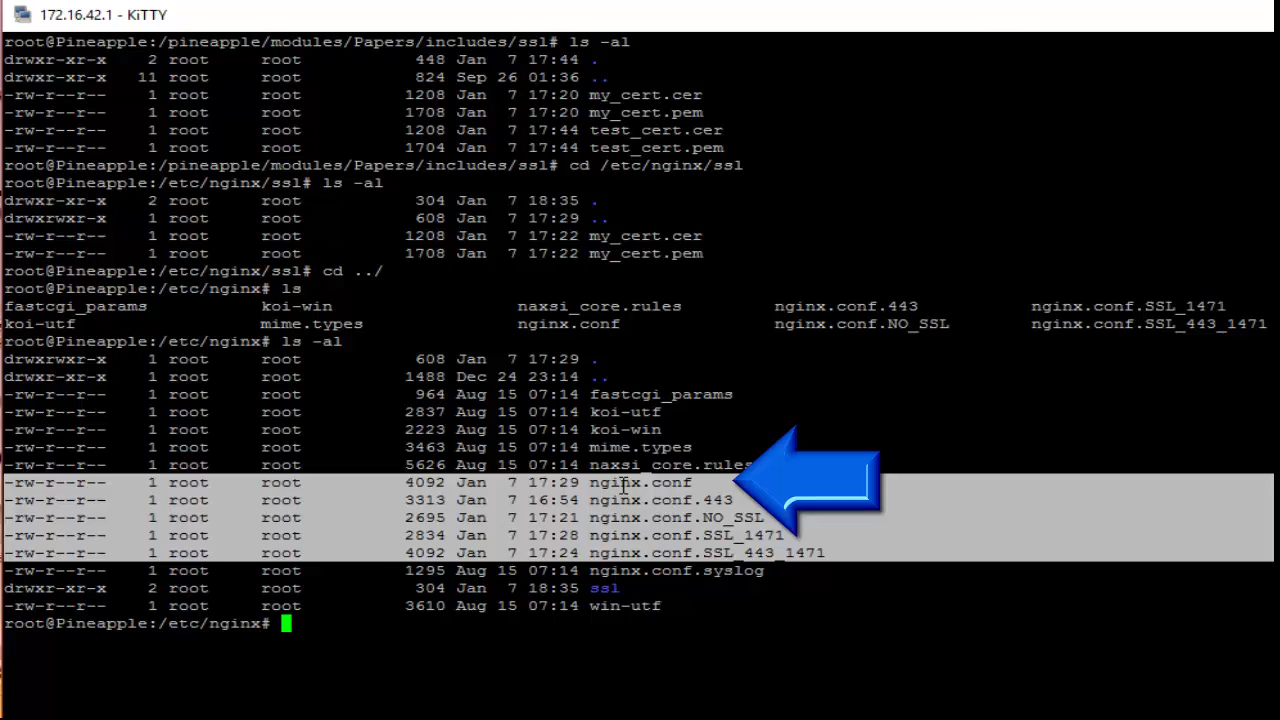 172.16.42.1 - KiTTY
root@Pineapple:/pineapple/modules/Papers/includes/ssl# ls -al
drwxr-xr-x 2 root root 448 Jan 7 17:44 .
drwxr-xr-x 11 root root 824 Sep 26 01:36 ..
-rw-r--r-- 1 root root 1208 Jan 7 17:20 my_cert.cer
-rw-r--r-- 1 root root 1708 Jan 7 17:20 my_cert.pem
-rw-r--r-- 1 root root 1208 Jan 7 17:44 test_cert.cer
-rw-r--r-- 1 root root 1704 Jan 7 17:44 test_cert.pem
root@Pineapple:/pineapple/modules/Papers/includes/ssl# cd /etc/nginx/ssl
root@Pineapple:/etc/nginx/ssl# ls -al
drwxr-xr-x 2 root root 304 Jan 7 18:35 .
drwxrwxr-x 1 root root 608 Jan 7 17:29 ..
-rw-r--r-- 1 root root 1208 Jan 7 17:22 my_cert.cer
-rw-r--r-- 1 root root 1708 Jan 7 17:22 my_cert.pem
root@Pineapple:/etc/nginx/ssl# cd ../
root@Pineapple:/etc/nginx# ls
fastcgi_params koi-win naxsi_core.rules nginx.conf.443 nginx.conf.SSL_1471
koi-utf mime.types nginx.conf nginx.conf.NO_SSL nginx.conf.SSL_443_1471
root@Pineapple:/etc/nginx# ls -al
drwxrwxr-x 1 root root 608 Jan 7 17:29 .
drwxr-xr-x 1 root root 1488 Dec 24 23:14 ..
-rw-r--r-- 1 root root 964 Aug 15 07:14 fastcgi_params
-rw-r--r-- 1 root root 2837 Aug 15 07:14 koi-utf
-rw-r--r-- 1 root root 2223 Aug 15 07:14 koi-win
-rw-r--r-- 1 root root 3463 Aug 15 07:14 mime.types
-rw-r--r-- 1 root root 5626 Aug 15 07:14 naxsi_core.rules
-rw-r--r-- 1 root root 4092 Jan 7 17:29 nginx.conf
-rw-r--r-- 1 root root 3313 Jan 7 16:54 nginx.conf.443
-rw-r--r-- 1 root root 2695 Jan 7 17:21 nginx.conf.NO_SSL
-rw-r--r-- 1 root root 2834 Jan 7 17:28 nginx.conf.SSL_1471
-rw-r--r-- 1 root root 4092 Jan 7 17:24 nginx.conf.SSL_443_1471
-rw-r--r-- 1 root root 1295 Aug 15 07:14 nginx.conf.syslog
drwxr-xr-x 2 root root 304 Jan 7 18:35 ssl
-rw-r--r-- 1 root root 3610 Aug 15 07:14 win-utf
root@Pineapple:/etc/nginx#